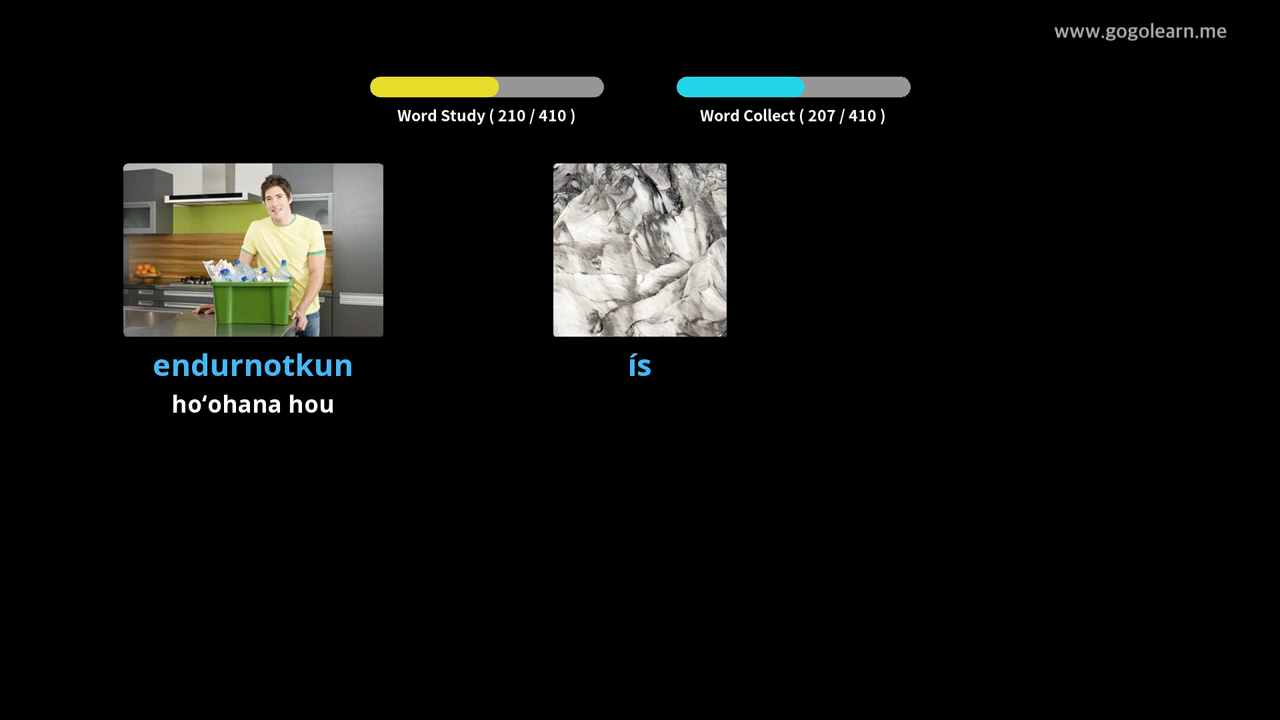 www.gogolearn.me
Word Study ( 210 / 410 )
Word Collect ( 207 / 410 )
endurnotkun
hoʻohana hou
ís